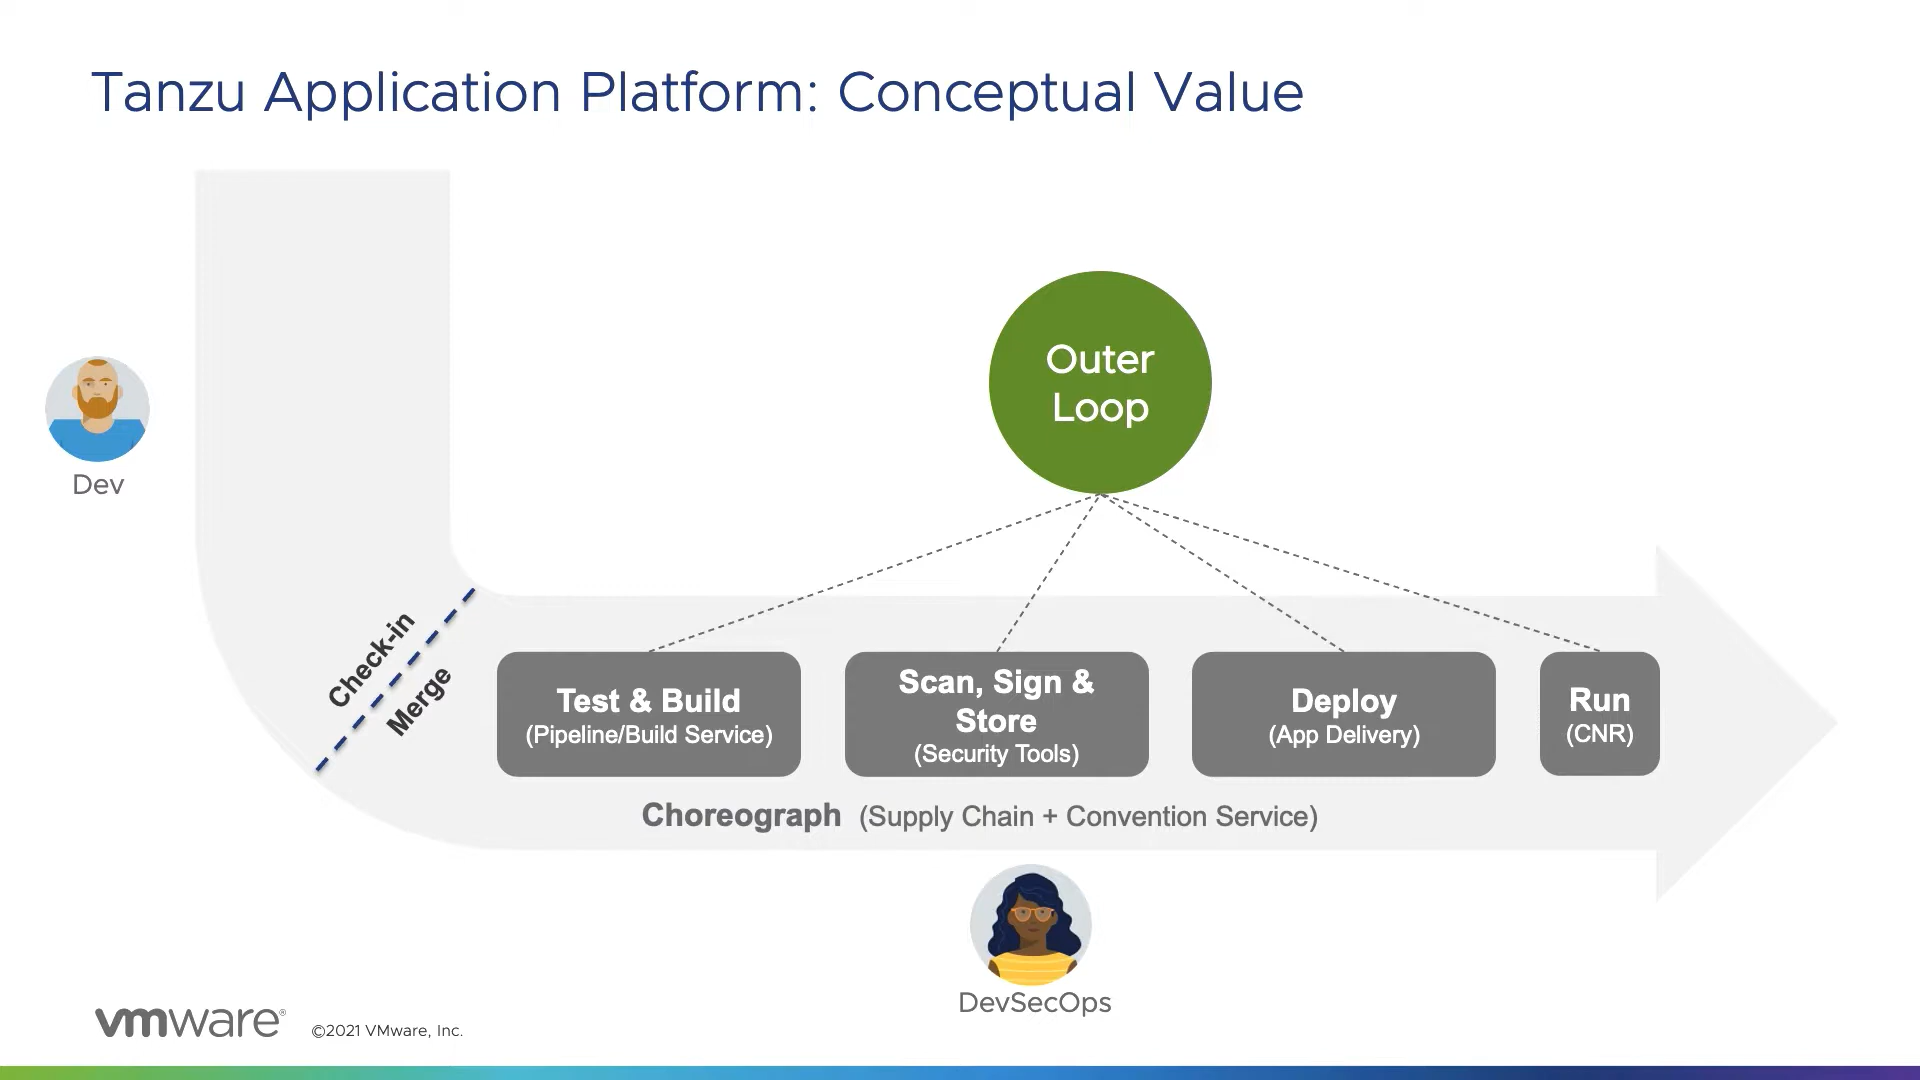 Tanzu Application Platform: Conceptual Value
Outer
Loop
Dev
Check-in
Merge
Test & Build
(Pipeline/Build Service)
Scan, Sign &
Store
(Security Tools)
Deploy
(App Delivery)
Run
(CNR)
Choreograph (Supply Chain + Convention Service)
DevSecOps
vmware®
©2021 VMware, Inc.